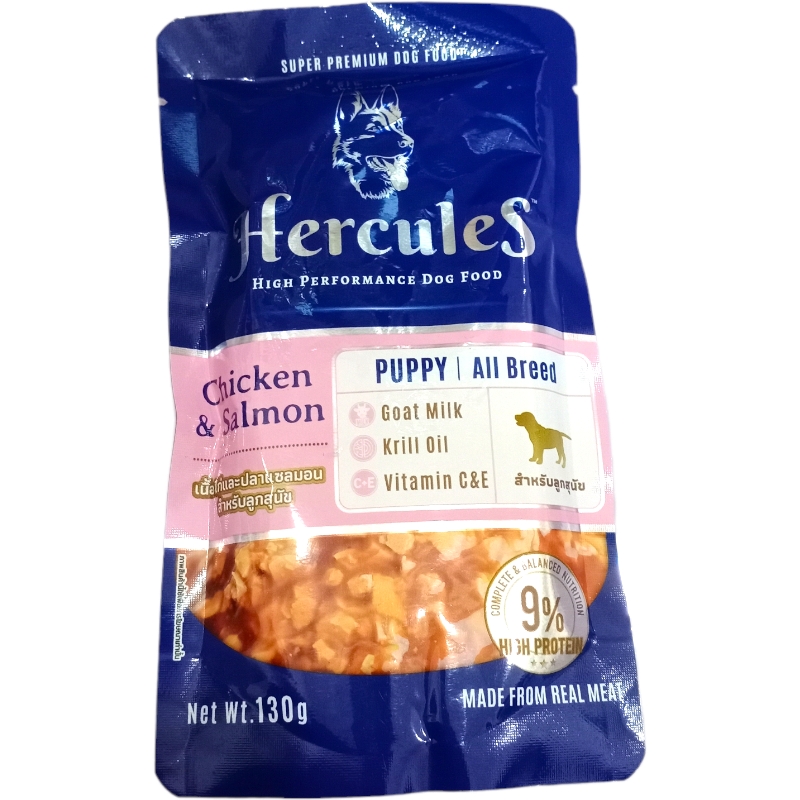 SUPER PREMIUM DOG FOOD
Hercules™
HIGH PERFORMANCE DOG FOOD
Chicken
& Salmon
เนื้อไก่และปลาแซลมอน
สำหรับลูกสุนัข
PUPPY | All Breed
Goat Milk
Krill Oil
C+E Vitamin C&E
สำหรับลูกสุนัข
COMPLETE & BALANCED NUTRITION
9%
HIGH PROTEIN
Net Wt.130g
MADE FROM REAL MEAT